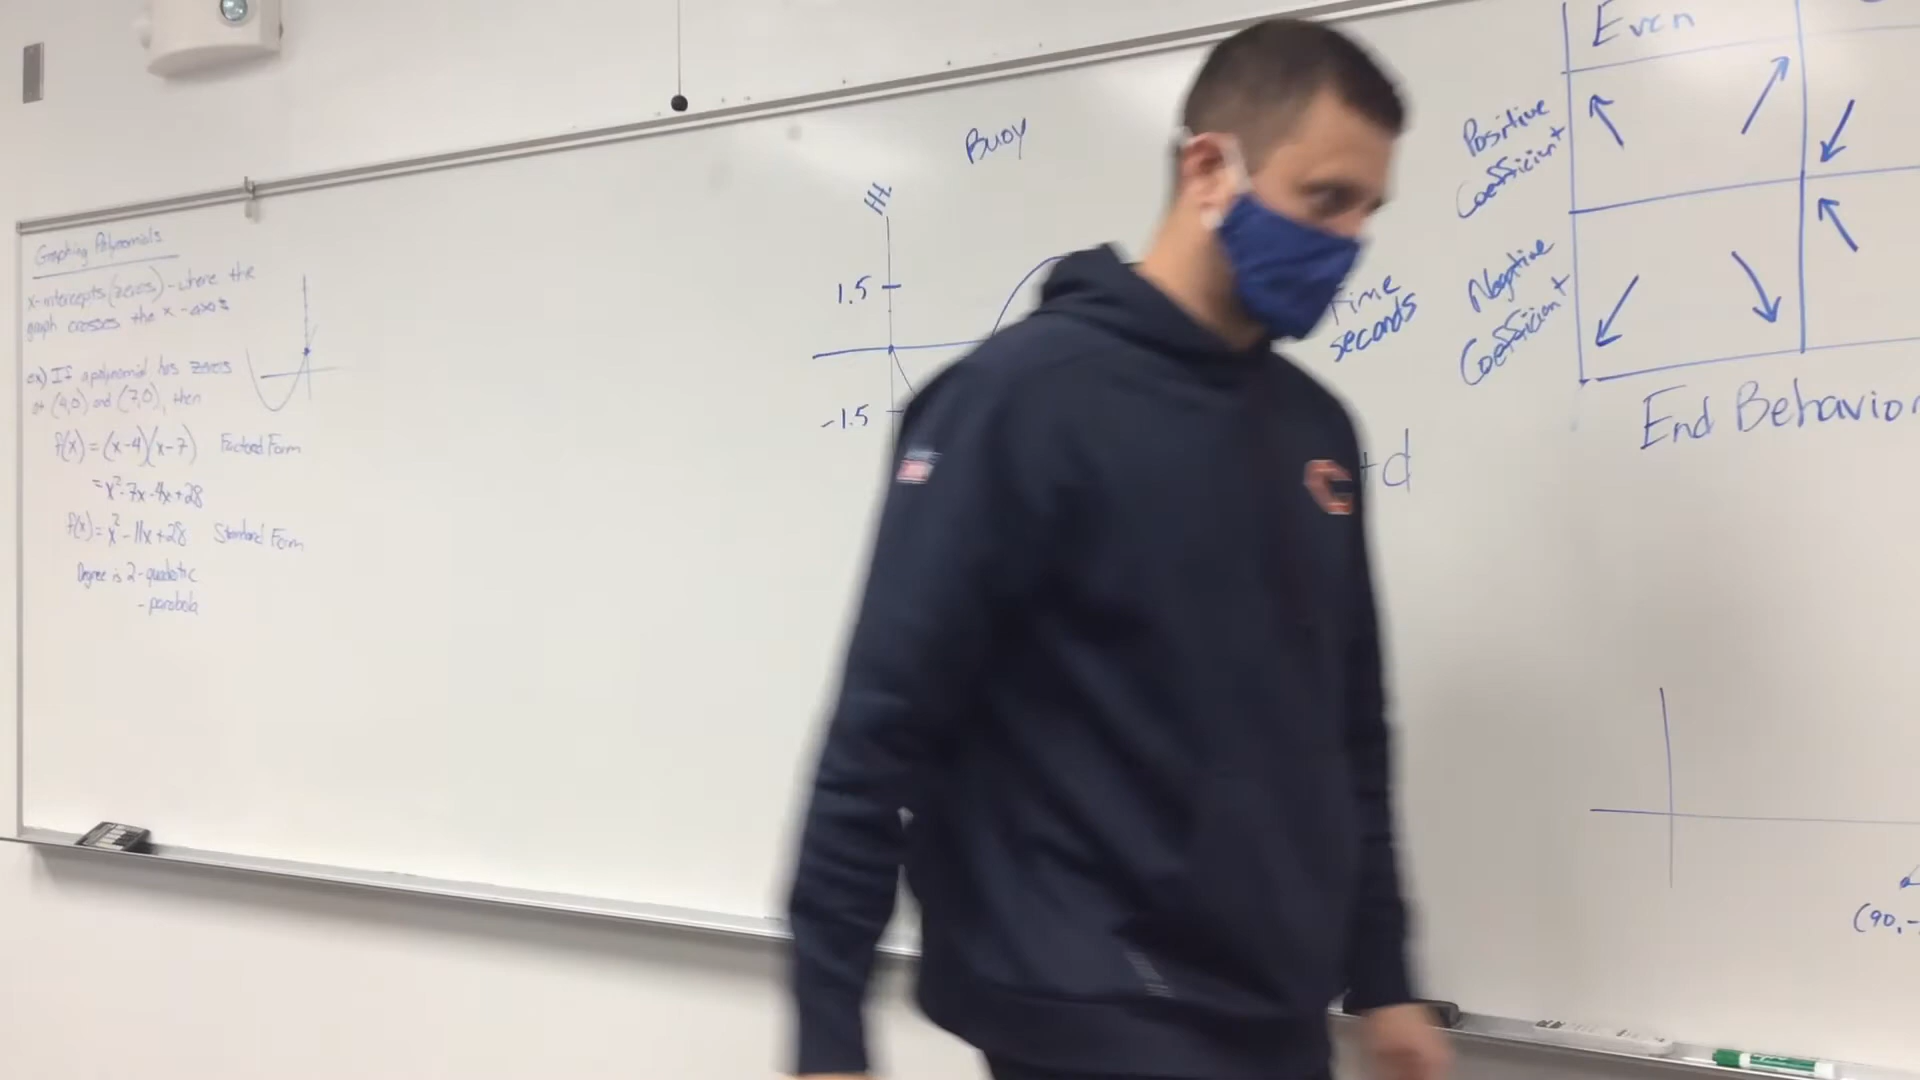 Graphing Polynomials
x-intercepts (zeros) - where the
graph crosses the x-axis
ex) If a polynomial has zeros
at (4,0) and (7,0), then
f(x) = (x-4)(x-7) Factored Form
= x²-7x-4x+28
f(x) = x² - 11x + 28 Standard Form
Degree is 2 - quadratic
- parabola
Buoy
Ht.
1.5
-1.5
Time
seconds
+d
Even
Positive
Coefficient
Negative
Coefficient
End Behavior
(90,-
C